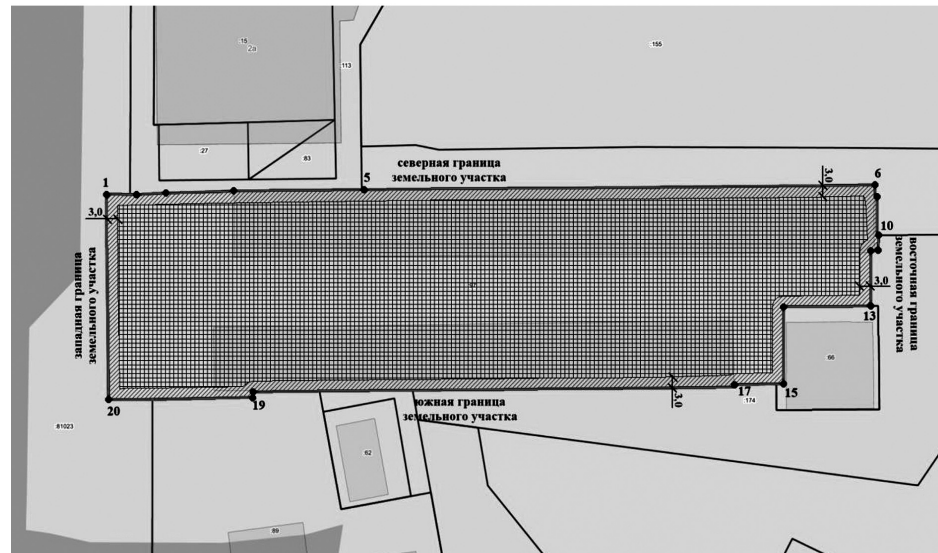 :15
2а
:113
:155
:27
:83
северная граница
земельного участка
1
5
6
3,0
3,0
10
западная граница
земельного участка
восточная граница
земельного участка
3,0
13
:66
20
19
17
15
3,0
:174
южная граница
земельного участка
:81023
:62
89